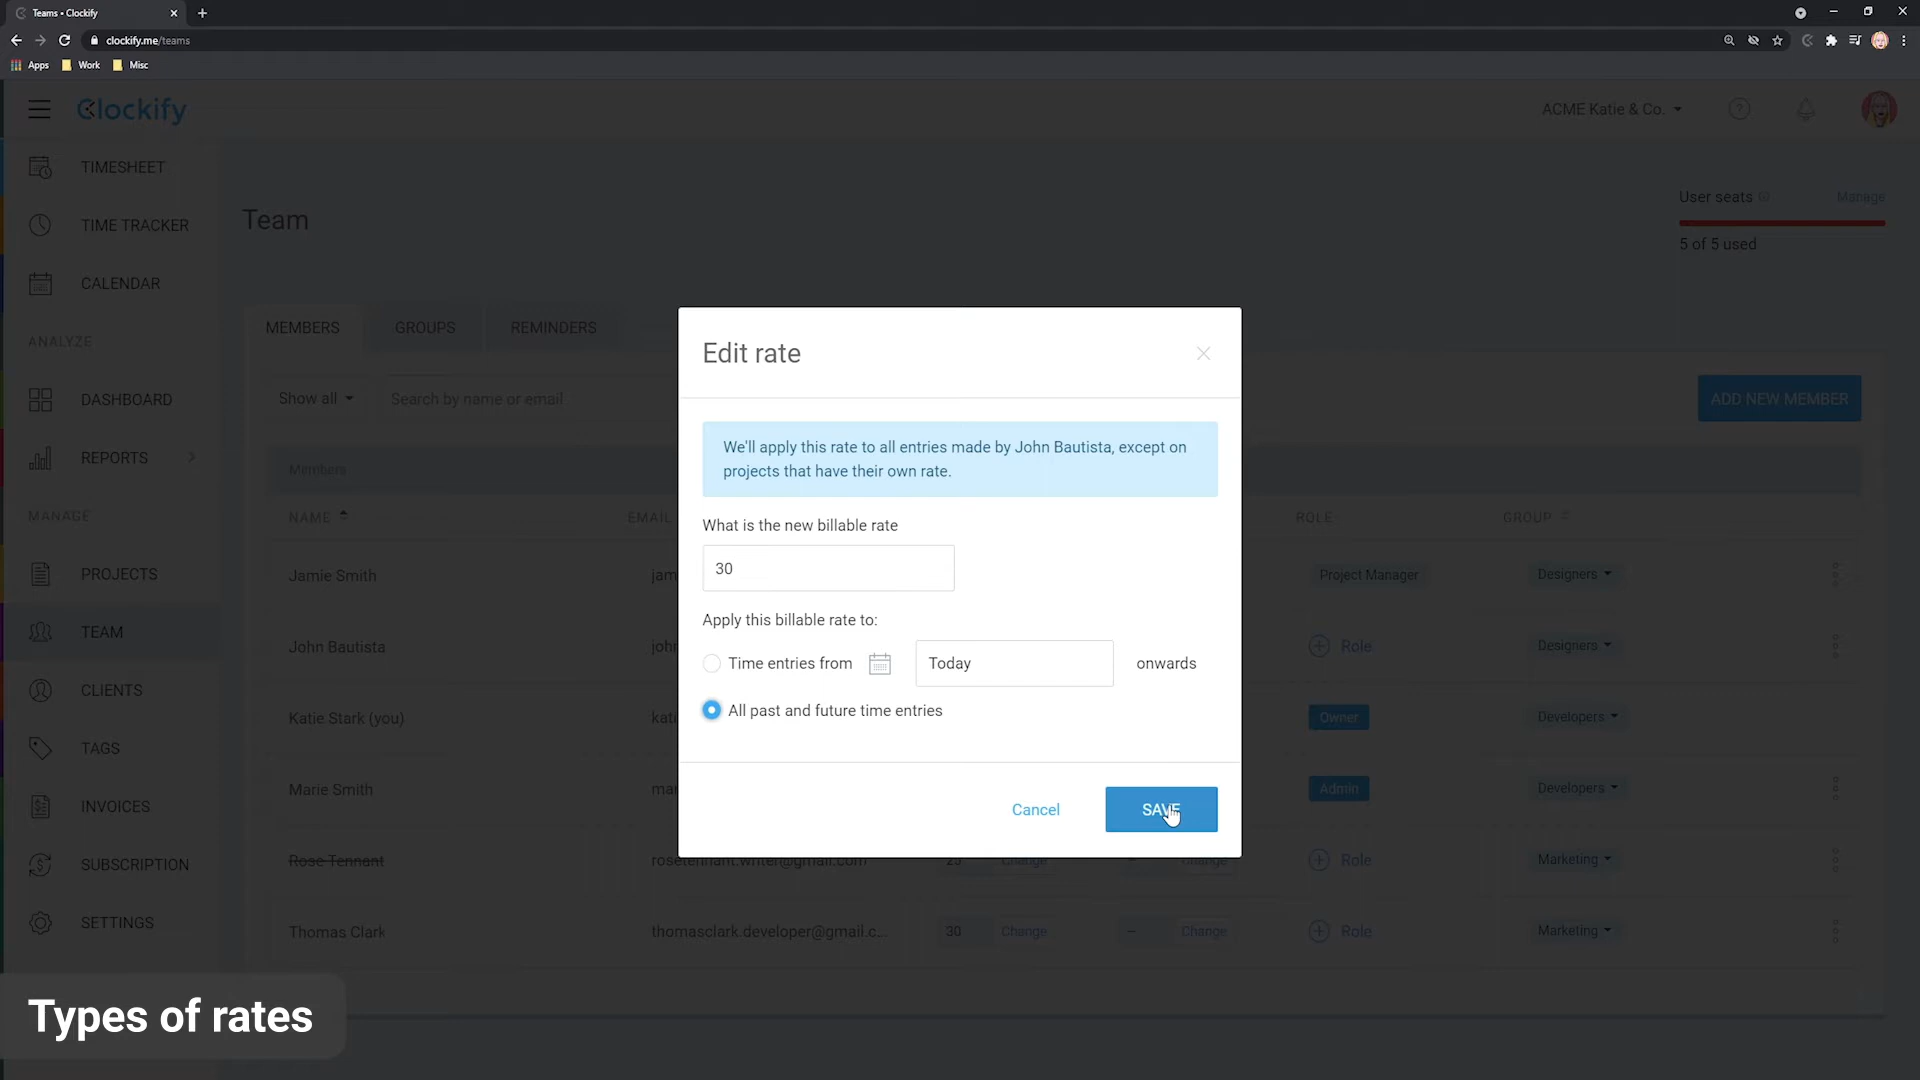 Teams • Clockify
clockify.me/teams
Apps
Work
Misc
Clockify
ACME Katie & Co.
TIMESHEET
TIME TRACKER
CALENDAR
ANALYZE
DASHBOARD
REPORTS
MANAGE
PROJECTS
TEAM
CLIENTS
TAGS
INVOICES
SUBSCRIPTION
SETTINGS
Team
User seats
Manage
5 of 5 used
MEMBERS
GROUPS
REMINDERS
Show all
Search by name or email
ADD NEW MEMBER
Members
NAME
EMAIL
ROLE
GROUP
Jamie Smith
jam
Project Manager
Designers
John Bautista
john
Role
Designers
Katie Stark (you)
kati
Owner
Developers
Marie Smith
mar
Admin
Developers
Rose Tennant
rosetennant.writer@gmail.com
25
Change
–
Change
Role
Marketing
Thomas Clark
thomasclark.developer@gmail.c...
30
Change
–
Change
Role
Marketing
Edit rate
We'll apply this rate to all entries made by John Bautista, except on
projects that have their own rate.
What is the new billable rate
30
Apply this billable rate to:
Time entries from
Today
onwards
All past and future time entries
Cancel
SAVE
Types of rates